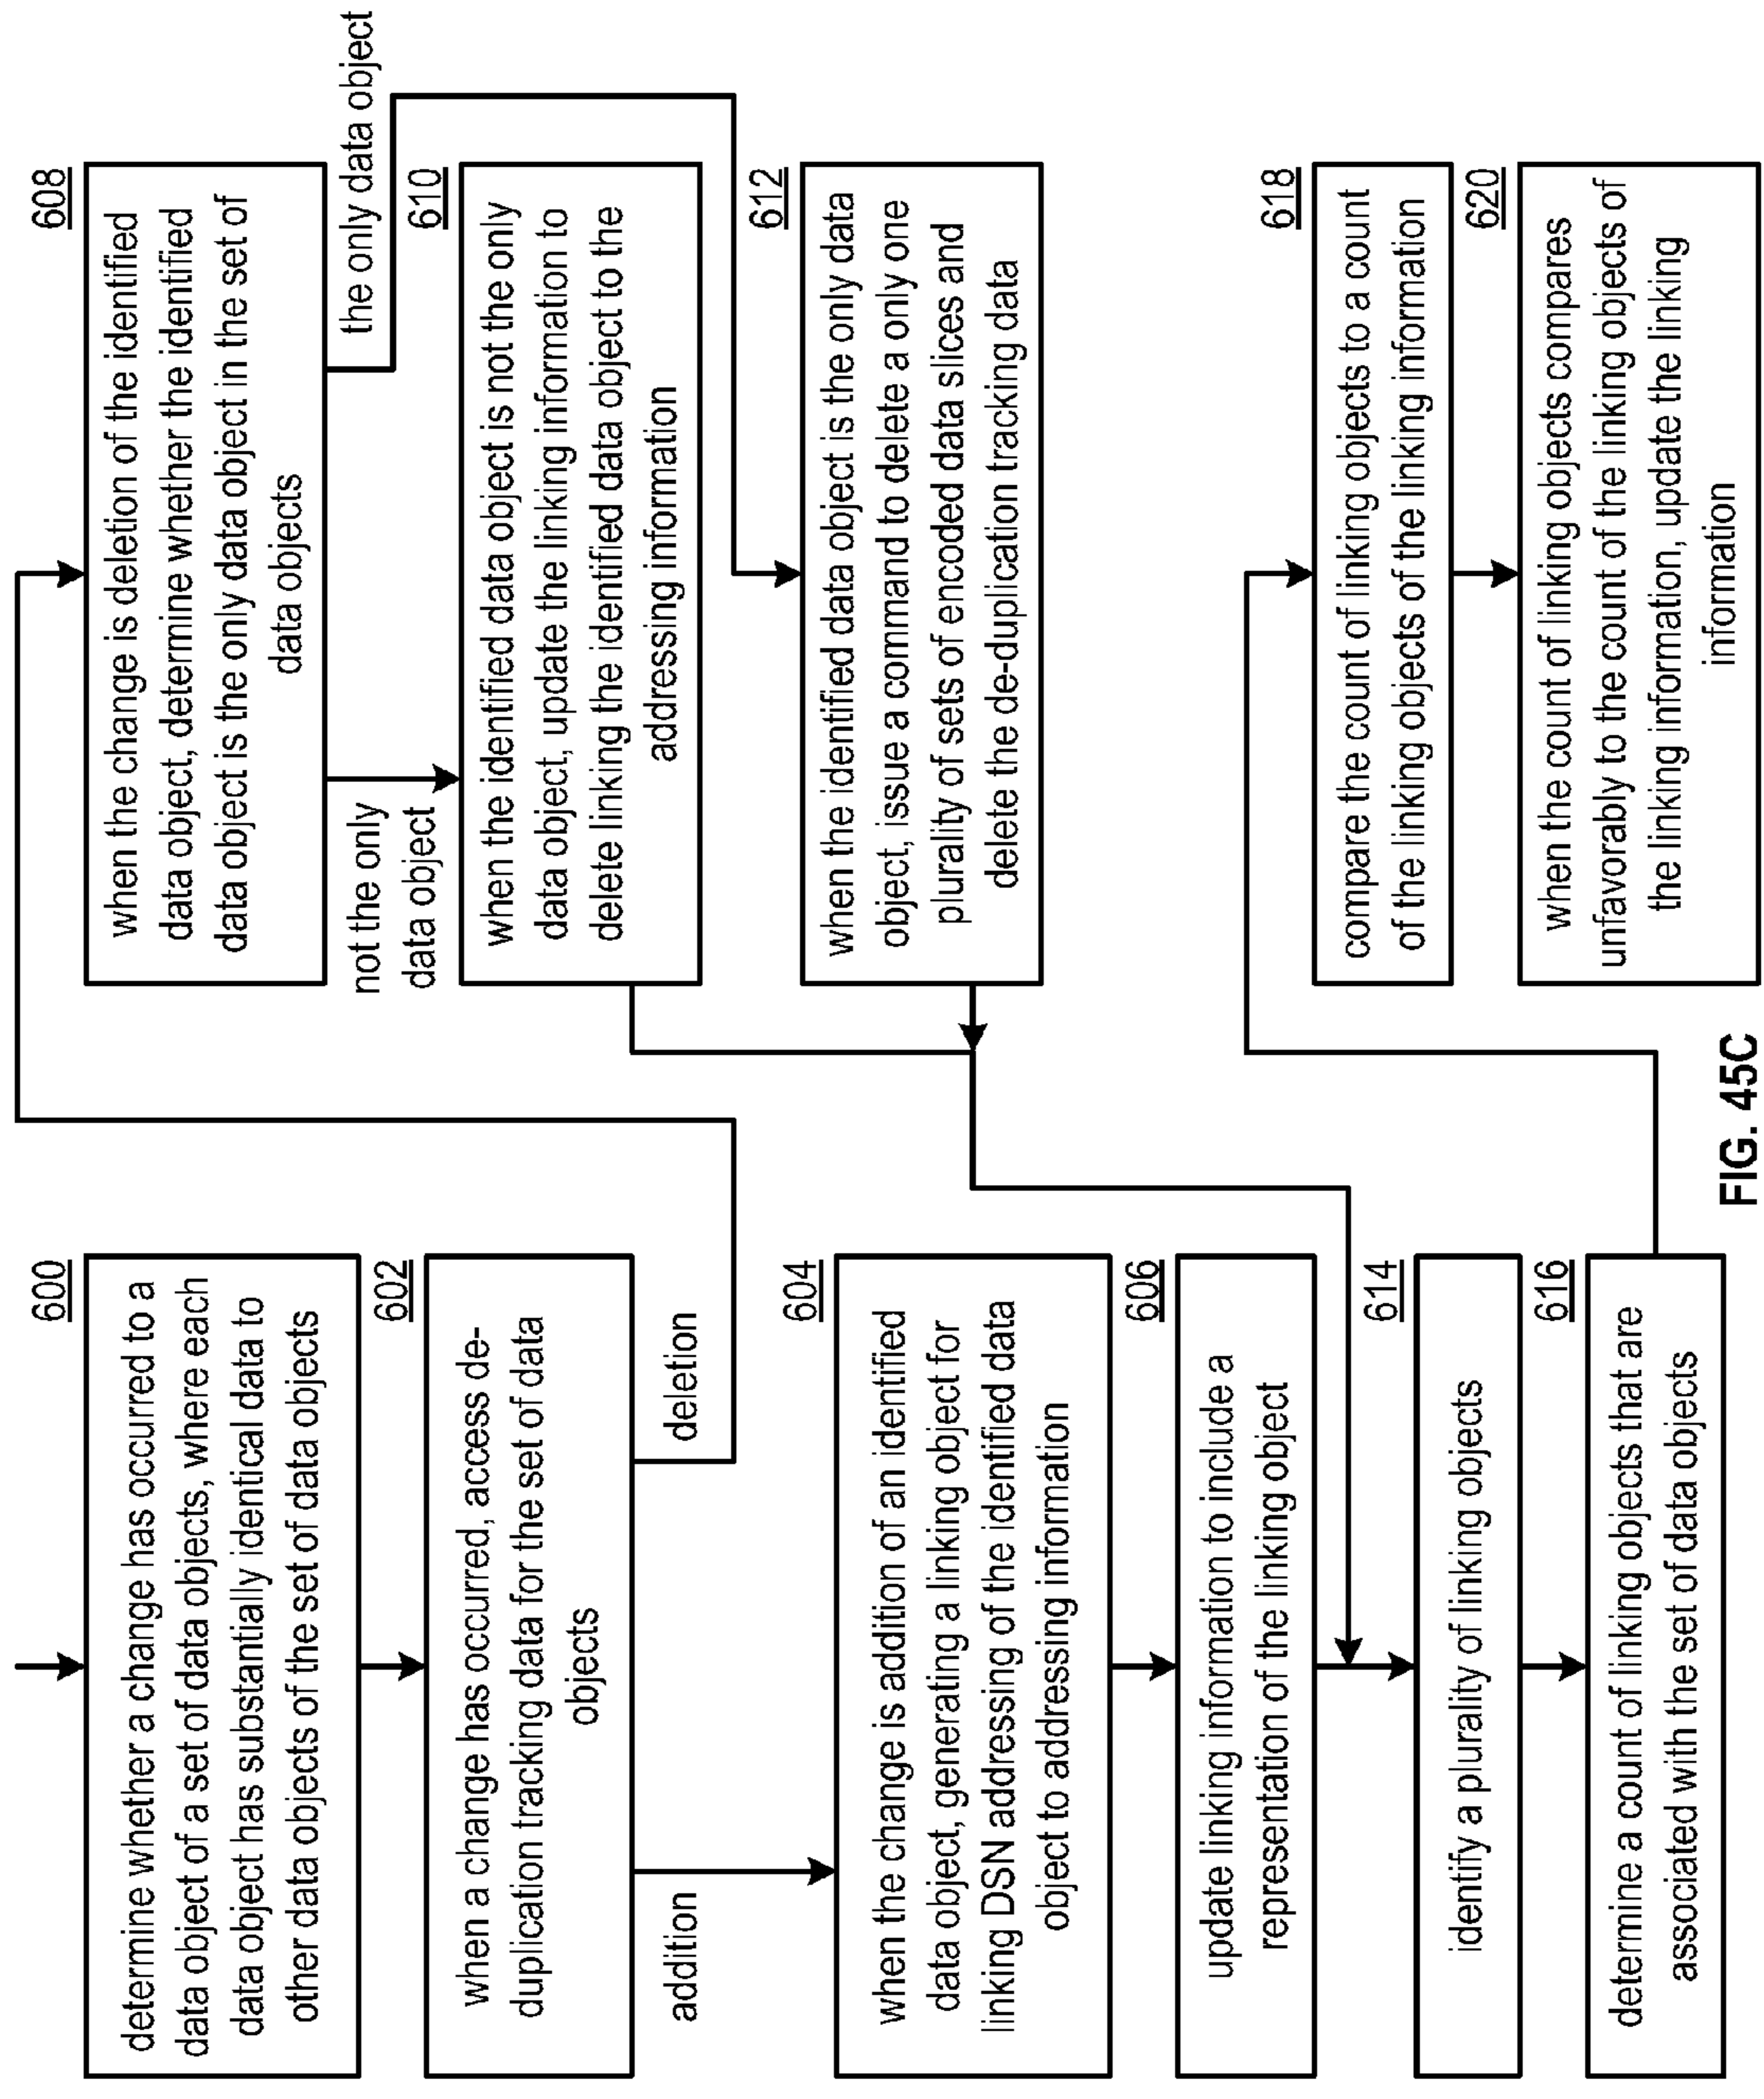 600
determine whether a change has occurred to a
data object of a set of data objects, where each
data object has substantially identical data to
other data objects of the set of data objects
602
when a change has occurred, access de-
duplication tracking data for the set of data
objects
addition
deletion
604
when the change is addition of an identified
data object, generating a linking object for
linking DSN addressing of the identified data
object to addressing information
606
update linking information to include a
representation of the linking object
614
identify a plurality of linking objects
616
determine a count of linking objects that are
associated with the set of data objects
608
when the change is deletion of the identified
data object, determine whether the identified
data object is the only data object in the set of
data objects
not the only
data object
the only data object
610
when the identified data object is not the only
data object, update the linking information to
delete linking the identified data object to the
addressing information
612
when the identified data object is the only data
object, issue a command to delete a only one
plurality of sets of encoded data slices and
delete the de-duplication tracking data
618
compare the count of linking objects to a count
of the linking objects of the linking information
620
when the count of linking objects compares
unfavorably to the count of the linking objects of
the linking information, update the linking
information
FIG. 45C